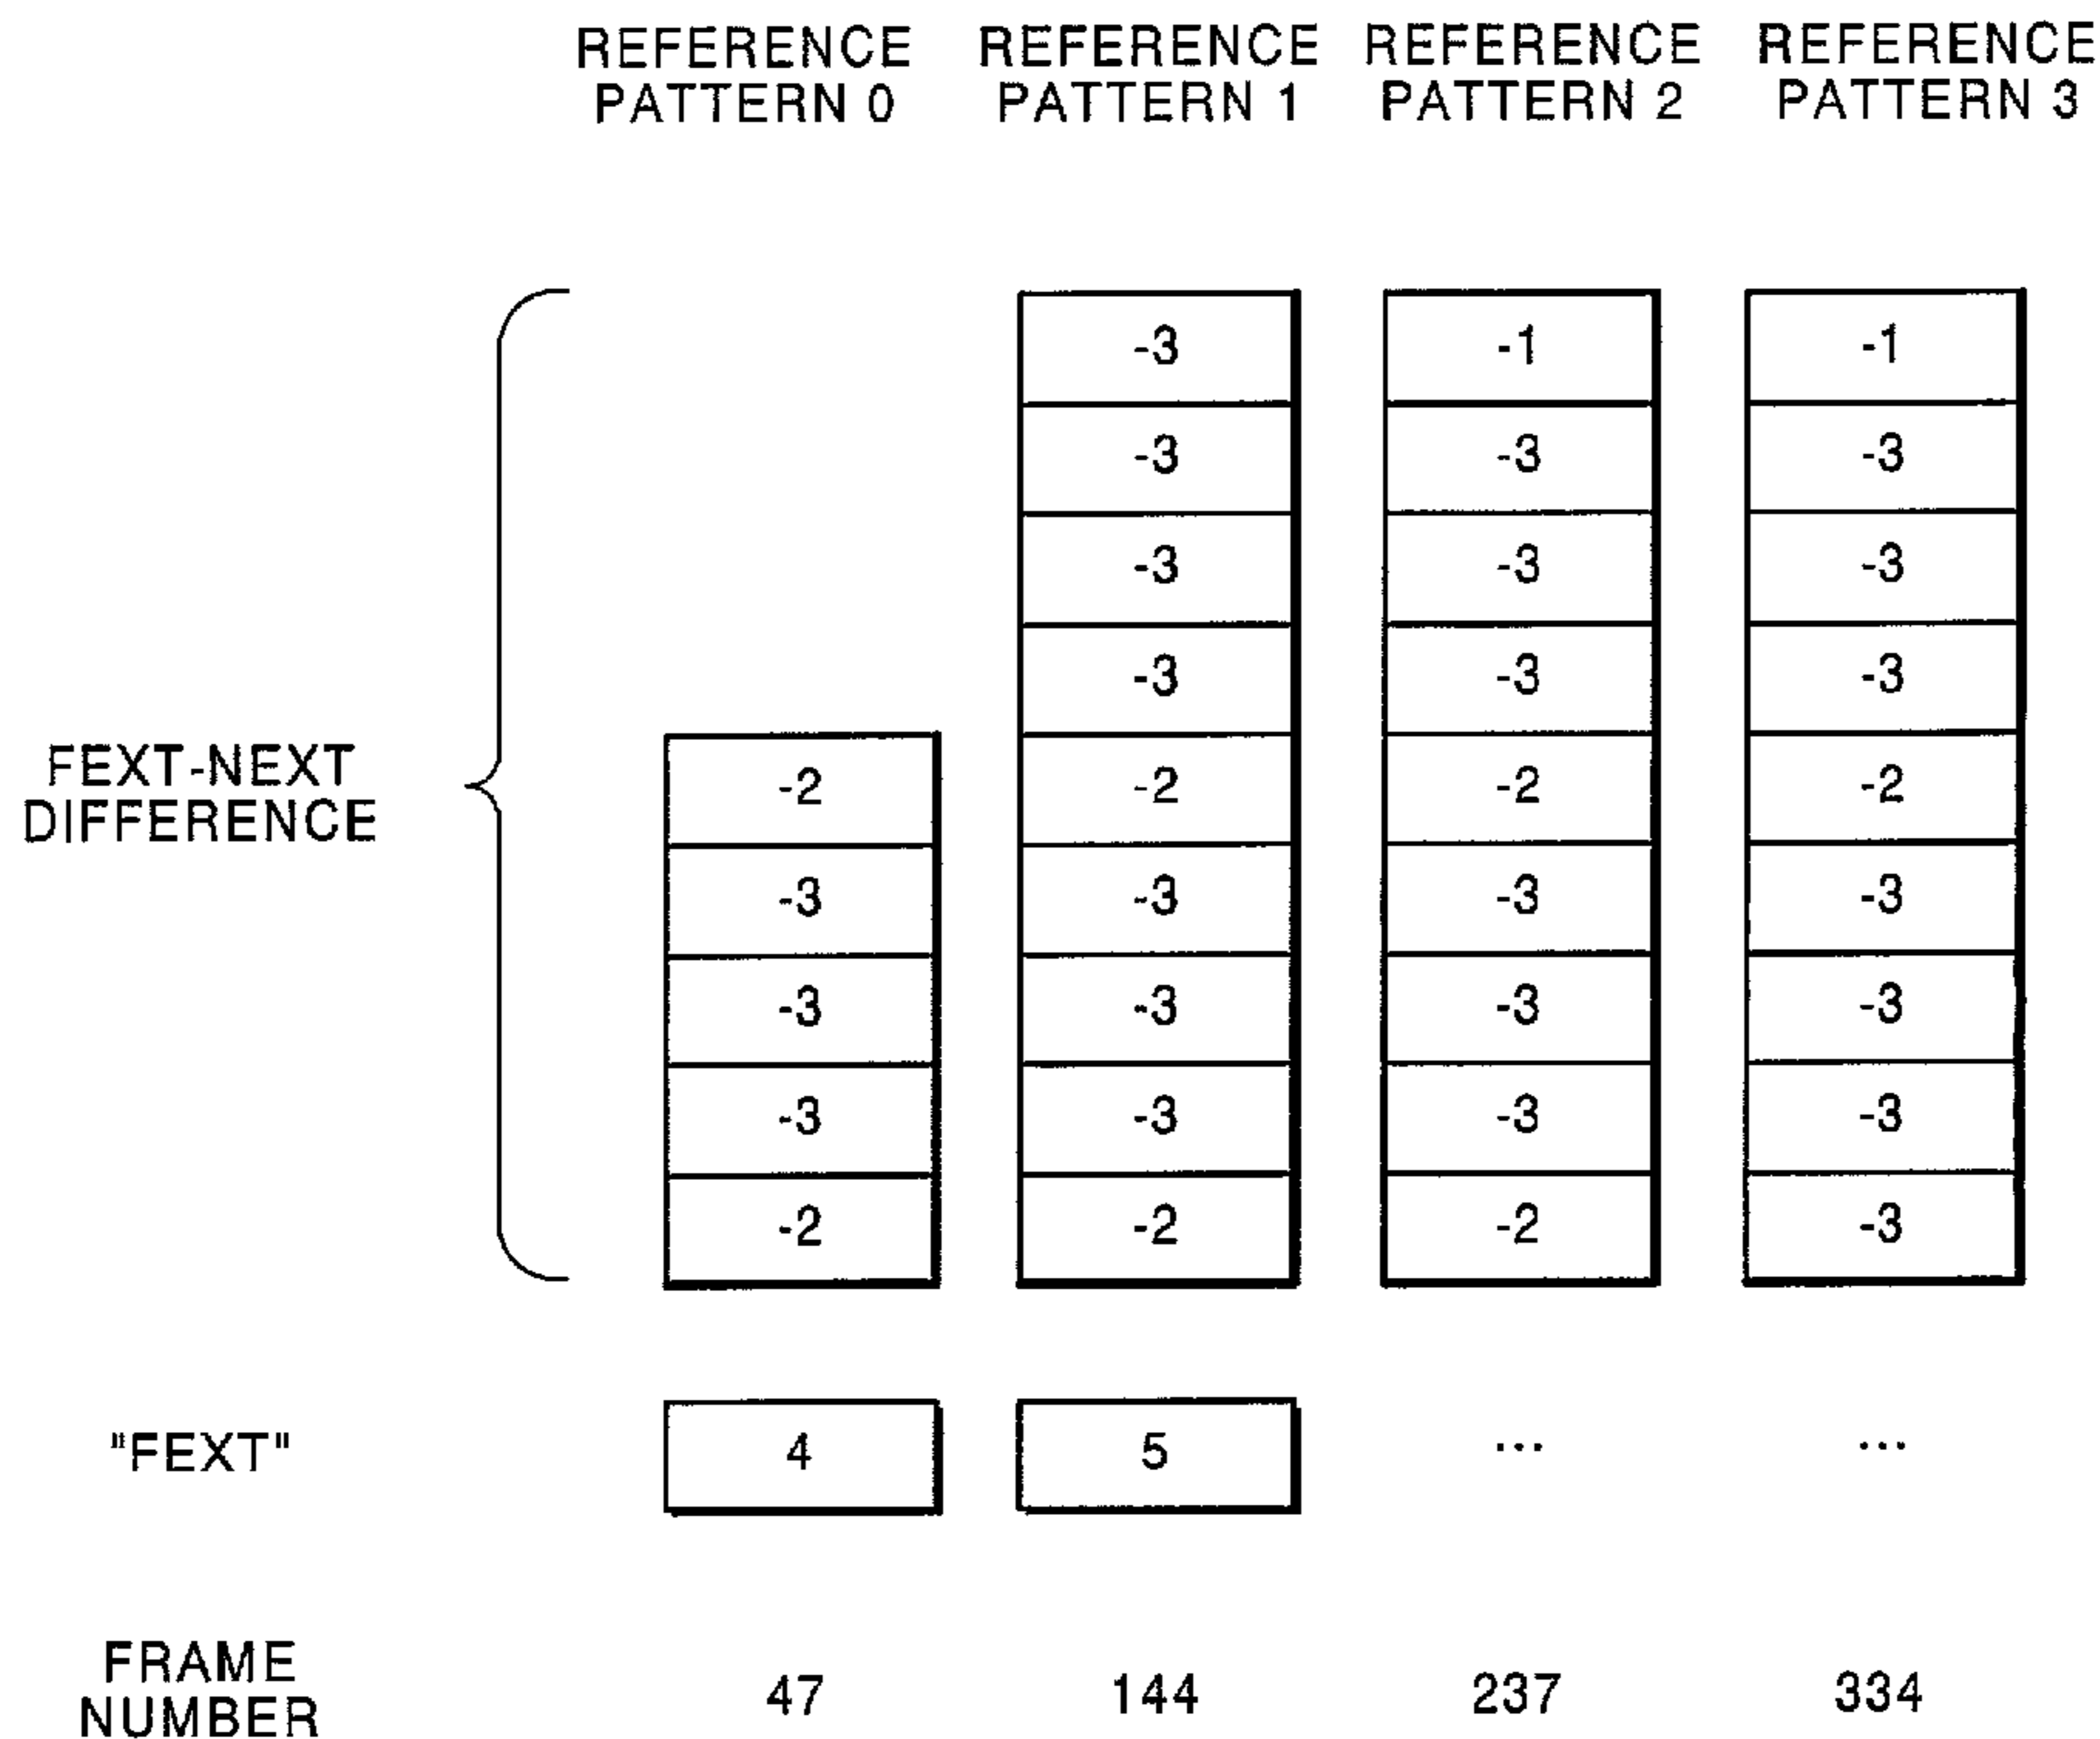 REFERENCE PATTERN 0
REFERENCE PATTERN 1
REFERENCE PATTERN 2
REFERENCE PATTERN 3
FEXT-NEXT DIFFERENCE
-3 -1 -1
-3 -3 -3
-3 -3 -3
-3 -3 -3
-2 -2 -2 -2
-3 -3 -3 -3
-3 -3 -3 -3
-3 -3 -3 -3
-2 -2 -2 -3
"FEXT" 4 5 ... ...
FRAME NUMBER 47 144 237 334